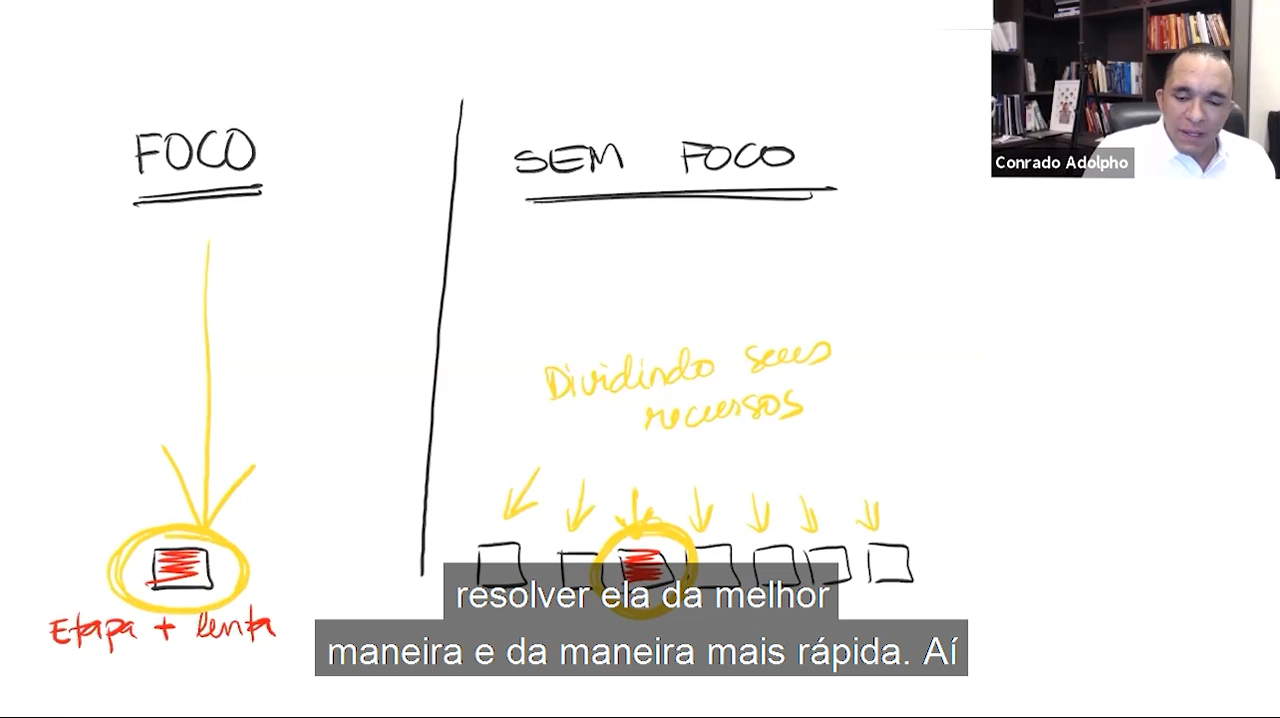 FOCO
SEM FOCO
Conrado Adolpho
Dividindo seus
recursos
Etapa + lenta
resolver ela da melhor
maneira e da maneira mais rápida. Aí